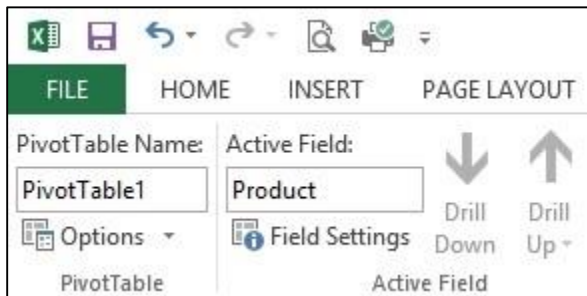 FILE HOME INSERT PAGE LAYOUT
PivotTable Name: Active Field:
PivotTable1 Product
Options Field Settings Drill Down Drill Up
PivotTable Active Field